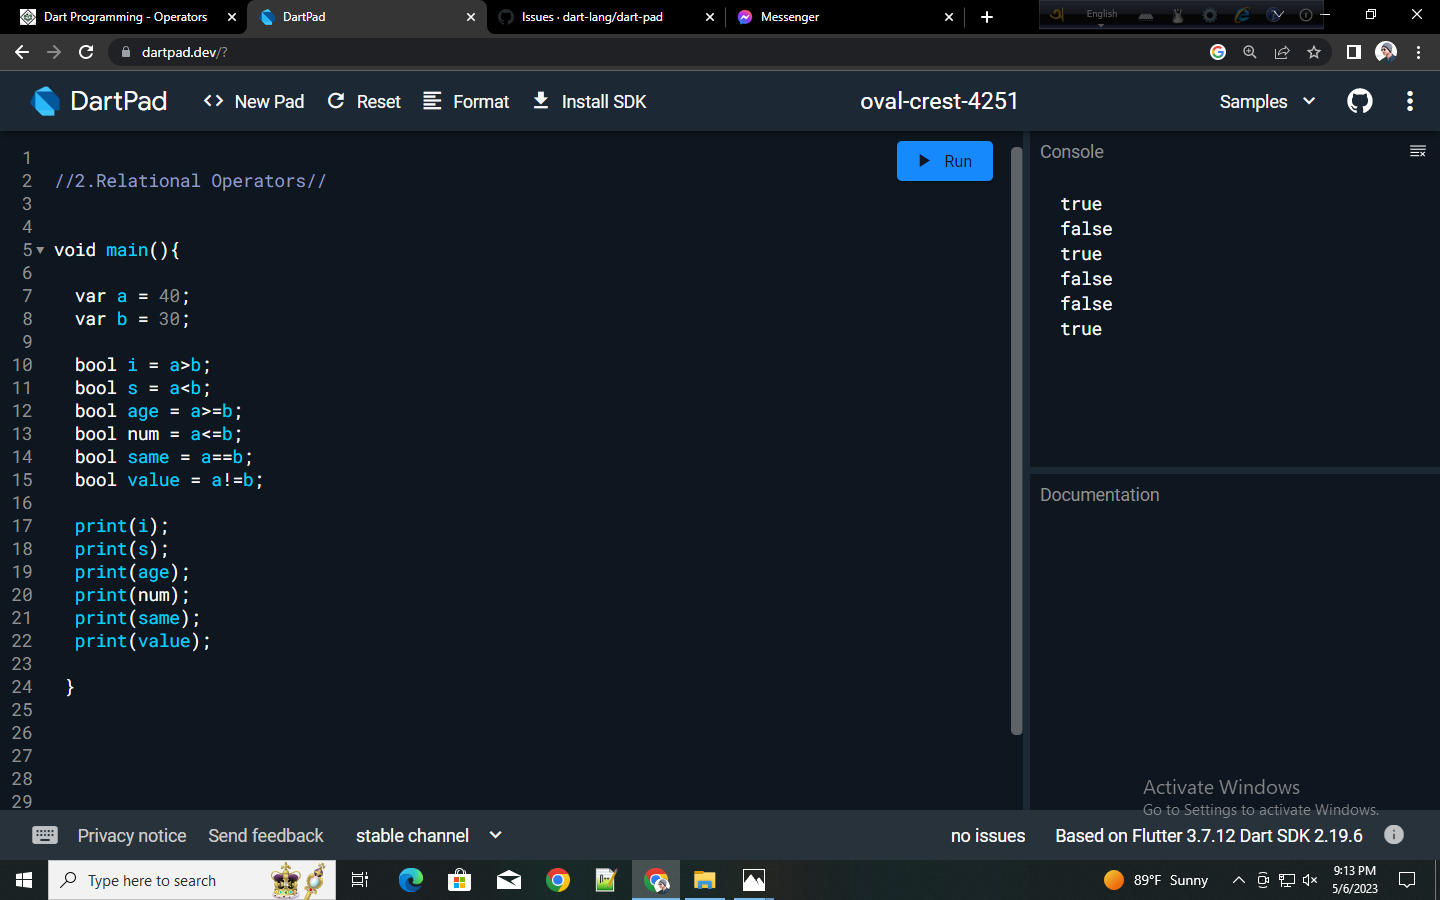 Dart Programming - Operators
DartPad
Issues · dart-lang/dart-pad
Messenger
English
dartpad.dev/?
DartPad
<> New Pad
Reset
Format
Install SDK
oval-crest-4251
Samples
Run
1
2 //2.Relational Operators//
3
4
5 void main(){
6
7 var a = 40;
8 var b = 30;
9
10 bool i = a>b;
11 bool s = a<b;
12 bool age = a>=b;
13 bool num = a<=b;
14 bool same = a==b;
15 bool value = a!=b;
16
17 print(i);
18 print(s);
19 print(age);
20 print(num);
21 print(same);
22 print(value);
23
24 }
25
26
27
28
29
Console
true
false
true
false
false
true
Documentation
Activate Windows
Go to Settings to activate Windows.
Privacy notice
Send feedback
stable channel
no issues
Based on Flutter 3.7.12 Dart SDK 2.19.6
Type here to search
89°F Sunny
9:13 PM
5/6/2023